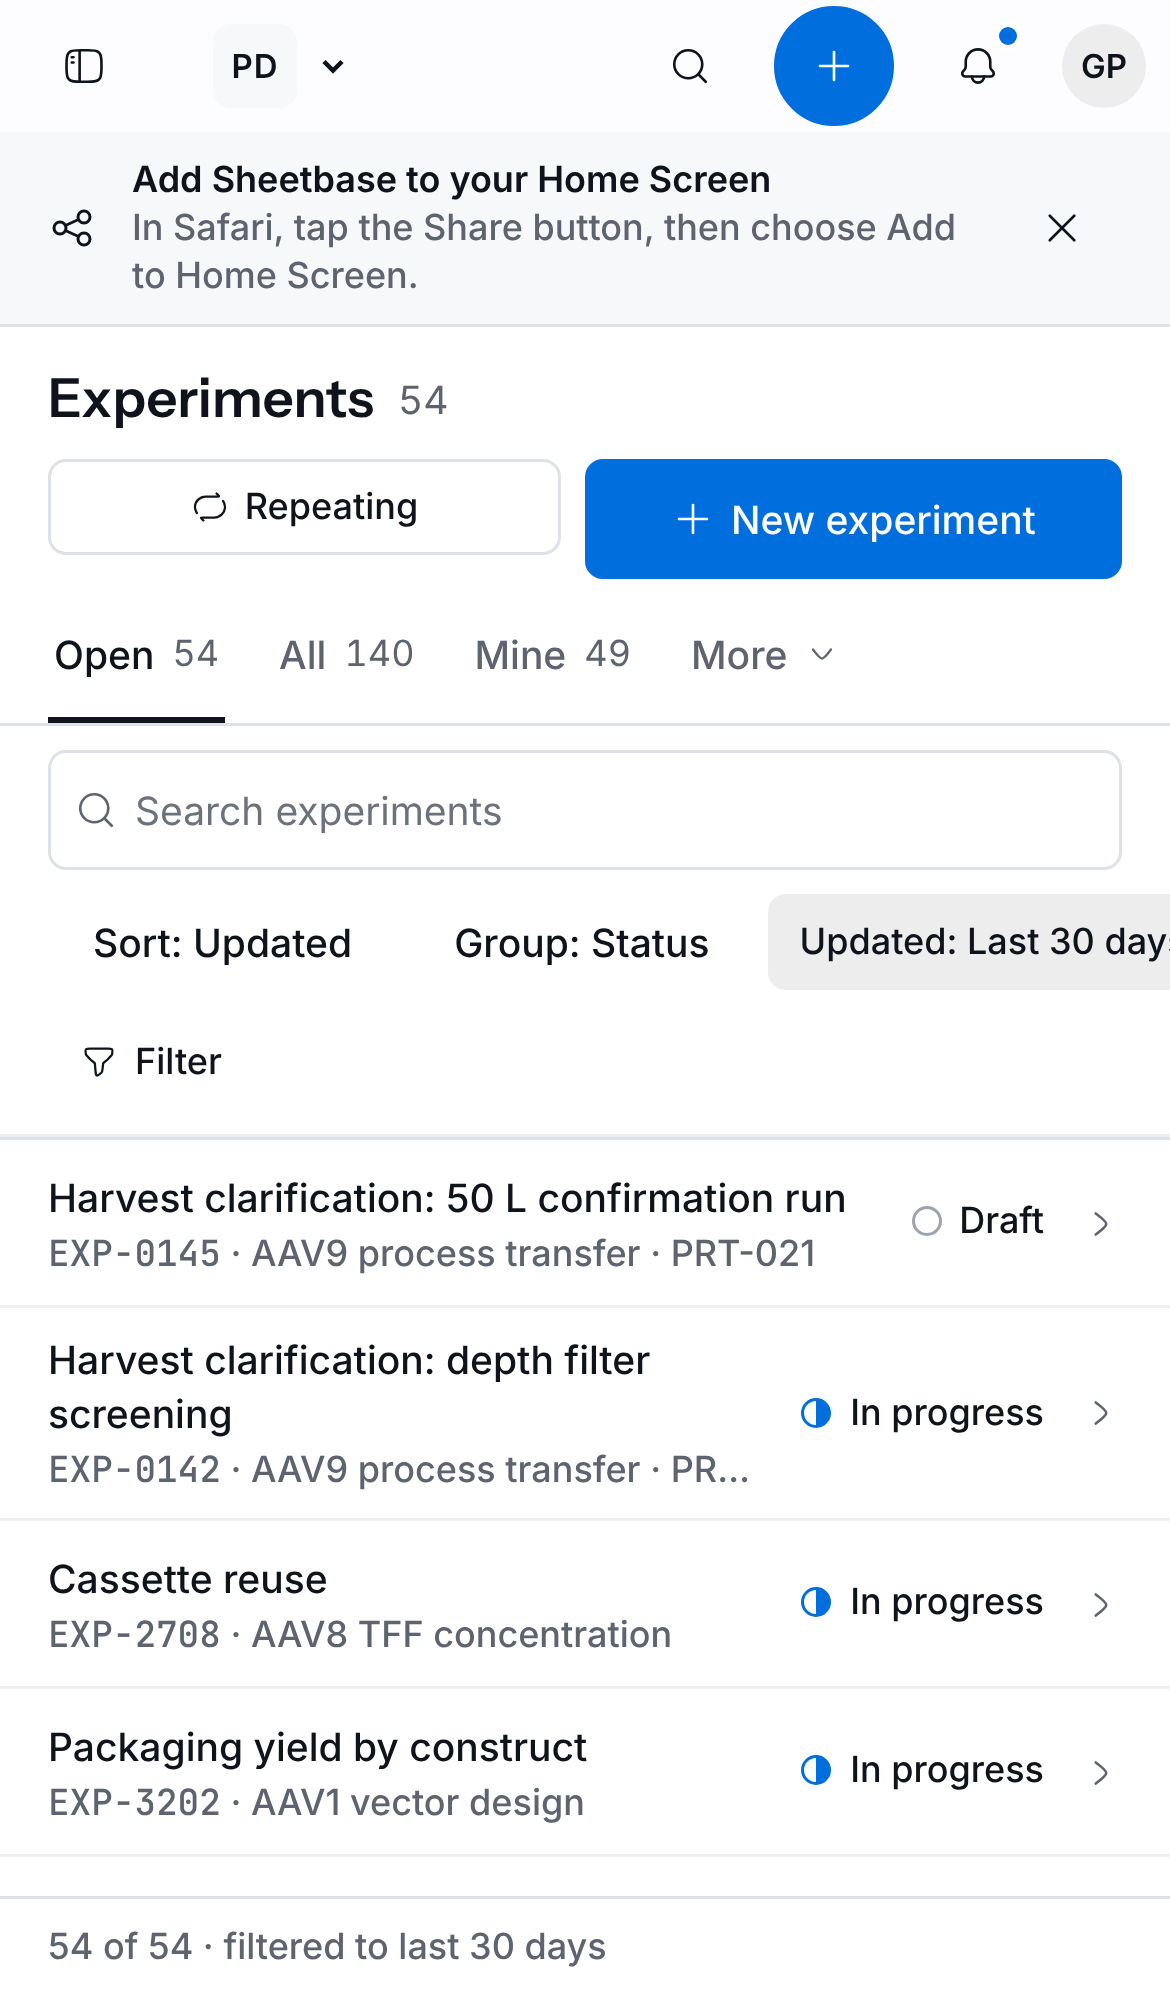 PD
GP
Add Sheetbase to your Home Screen
In Safari, tap the Share button, then choose Add
to Home Screen.
Experiments 54
Repeating
New experiment
Open 54 All 140 Mine 49 More
Search experiments
Sort: Updated Group: Status Updated: Last 30 days
Filter
Harvest clarification: 50 L confirmation run
EXP-0145 · AAV9 process transfer · PRT-021
Draft
Harvest clarification: depth filter
screening
EXP-0142 · AAV9 process transfer · PR...
In progress
Cassette reuse
EXP-2708 · AAV8 TFF concentration
In progress
Packaging yield by construct
EXP-3202 · AAV1 vector design
In progress
54 of 54 · filtered to last 30 days